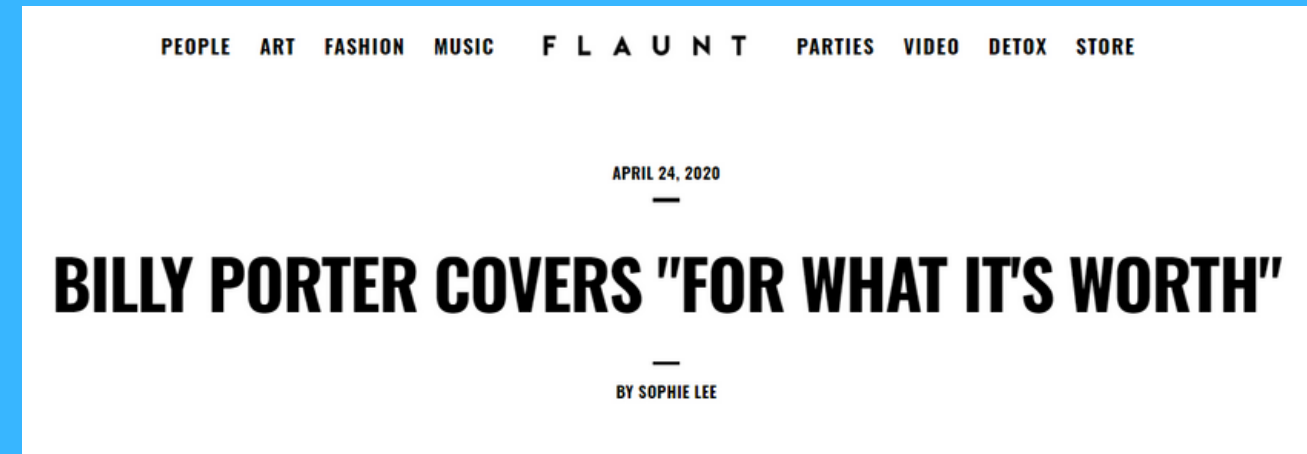 PEOPLE ART FASHION MUSIC FLAUNT PARTIES VIDEO DETOX STORE
APRIL 24, 2020
BILLY PORTER COVERS "FOR WHAT IT'S WORTH"
BY SOPHIE LEE